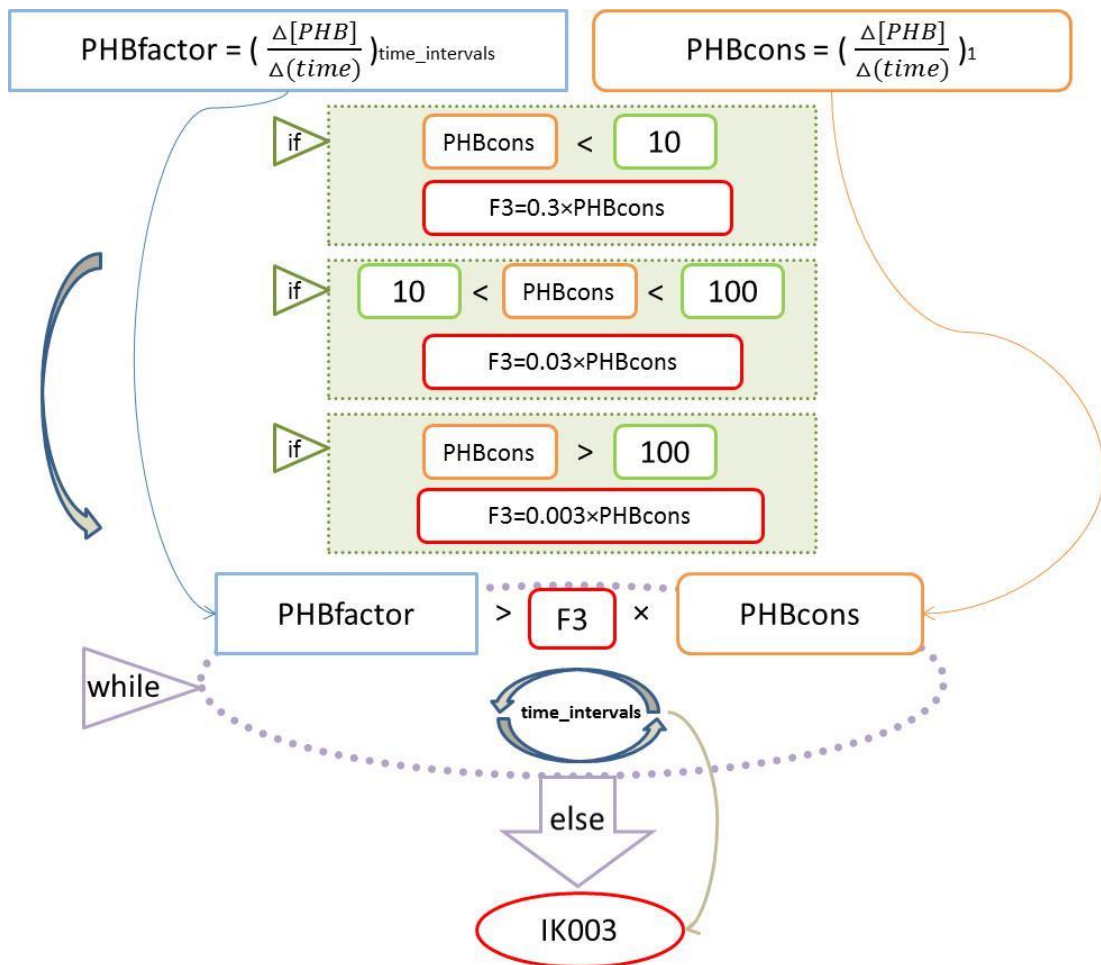 PHBfactor = ( △[PHB] / △(time) )time_intervals
PHBcons = ( △[PHB] / △(time) )1
if
PHBcons < 10
F3=0.3×PHBcons
if
10 < PHBcons < 100
F3=0.03×PHBcons
if
PHBcons > 100
F3=0.003×PHBcons
PHBfactor > F3 × PHBcons
while
time_intervals
else
IK003